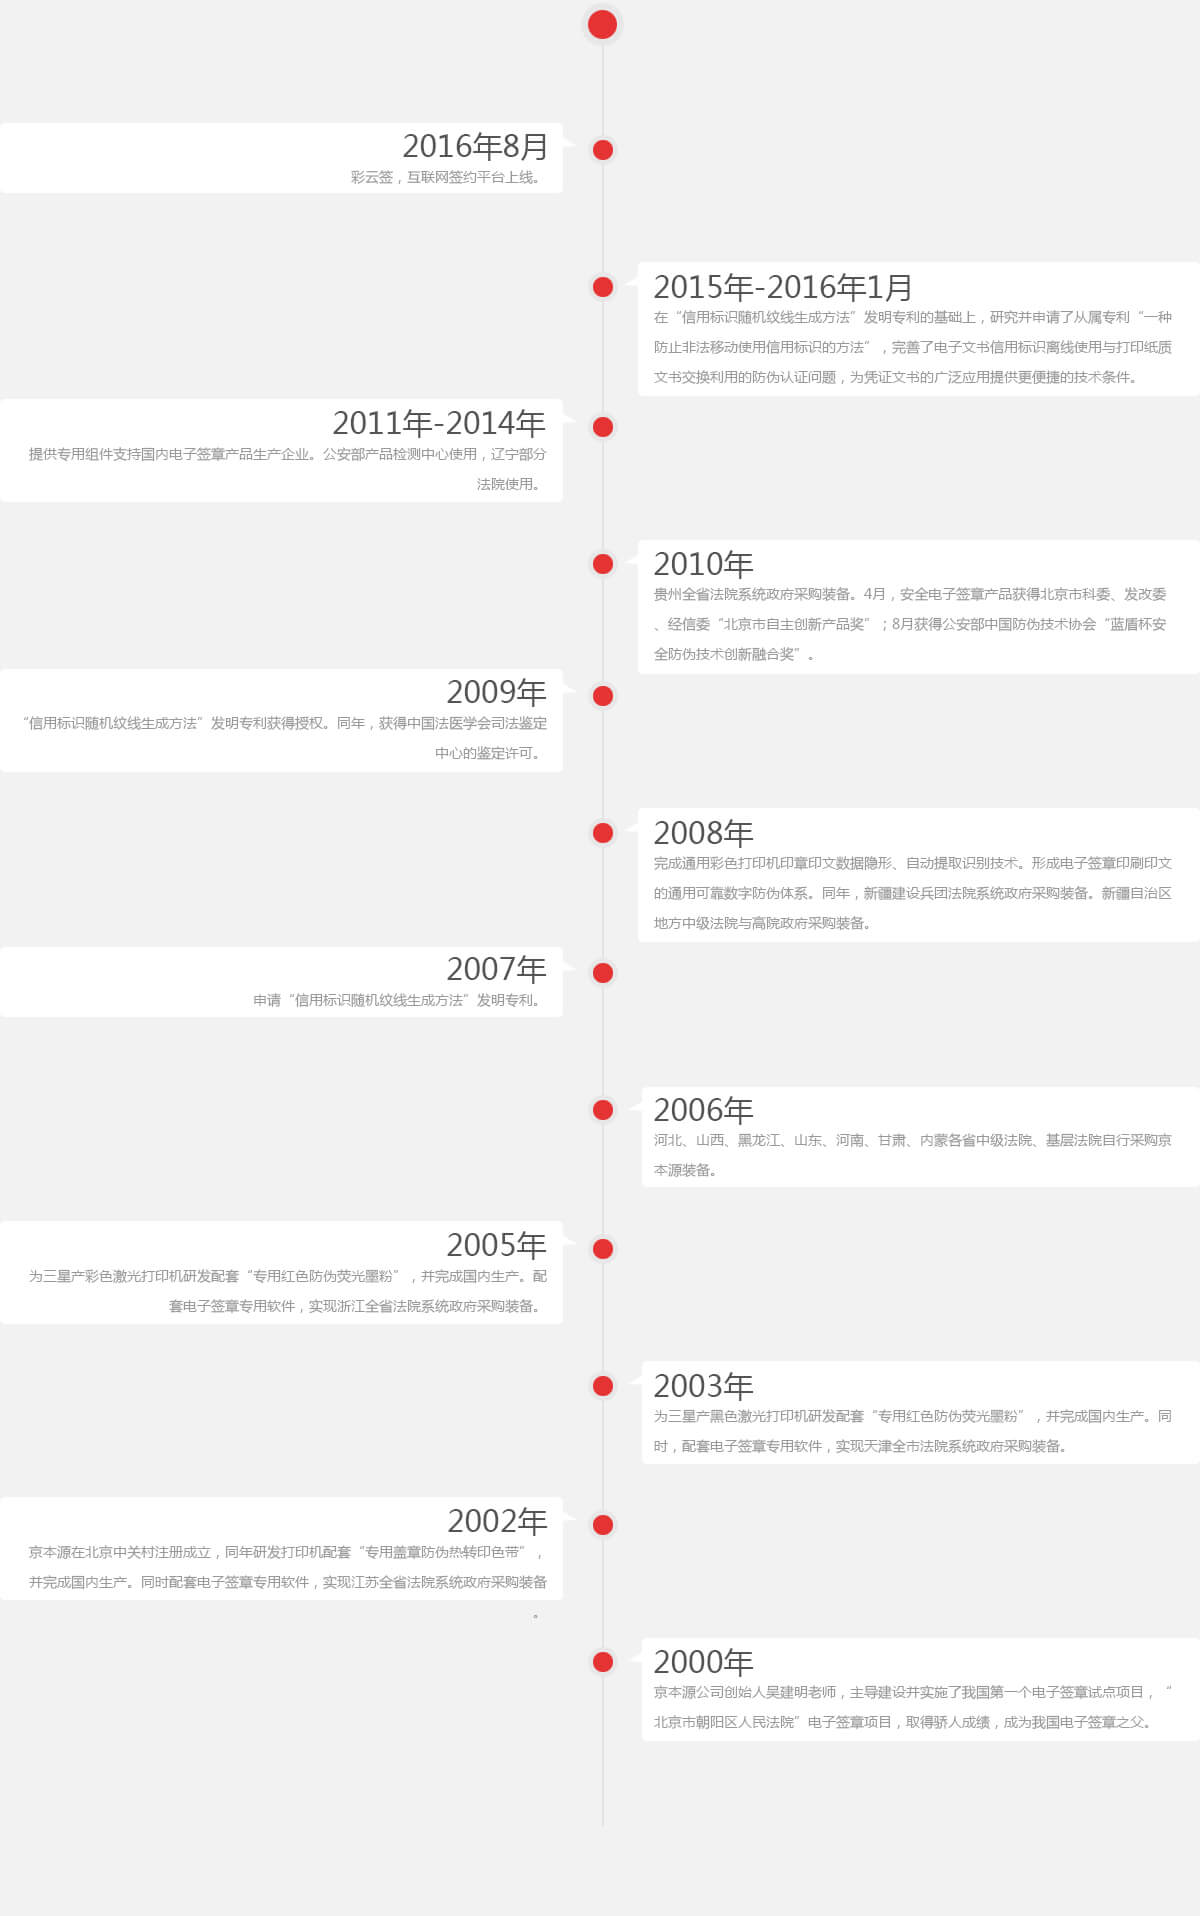 2016年8月
彩云签，互联网签约平台上线。
2015年-2016年1月
在“信用标识随机纹线生成方法”发明专利的基础上，研究并申请了从属专利“一种
防止非法移动使用信用标识的方法”，完善了电子文书信用标识离线使用与打印纸质
文书交换利用的防伪认证问题，为凭证文书的广泛应用提供更便捷的技术条件。
2011年-2014年
提供专用组件支持国内电子签章产品生产企业。公安部产品检测中心使用，辽宁部分
法院使用。
2010年
贵州全省法院系统政府采购装备。4月，安全电子签章产品获得北京市科委、发改委
、经信委“北京市自主创新产品奖”；8月获得公安部中国防伪技术协会“蓝盾杯安
全防伪技术创新融合奖”。
2009年
“信用标识随机纹线生成方法”发明专利获得授权。同年，获得中国法医学会司法鉴定
中心的鉴定许可。
2008年
完成通用彩色打印机印章印文数据隐形、自动提取识别技术。形成电子签章印刷印文
的通用可靠数字防伪体系。同年，新疆建设兵团法院系统政府采购装备。新疆自治区
地方中级法院与高院政府采购装备。
2007年
申请“信用标识随机纹线生成方法”发明专利。
2006年
河北、山西、黑龙江、山东、河南、甘肃、内蒙各省中级法院、基层法院自行采购京
本源装备。
2005年
为三星产彩色激光打印机研发配套“专用红色防伪荧光墨粉”，并完成国内生产。配
套电子签章专用软件，实现浙江全省法院系统政府采购装备。
2003年
为三星产黑色激光打印机研发配套“专用红色防伪荧光墨粉”，并完成国内生产。同
时，配套电子签章专用软件，实现天津全市法院系统政府采购装备。
2002年
京本源在北京中关村注册成立，同年研发打印机配套“专用盖章防伪热转印色带”，
并完成国内生产。同时配套电子签章专用软件，实现江苏全省法院系统政府采购装备
。
2000年
京本源公司创始人吴建明老师，主导建设并实施了我国第一个电子签章试点项目，“
北京市朝阳区人民法院”电子签章项目，取得骄人成绩，成为我国电子签章之父。